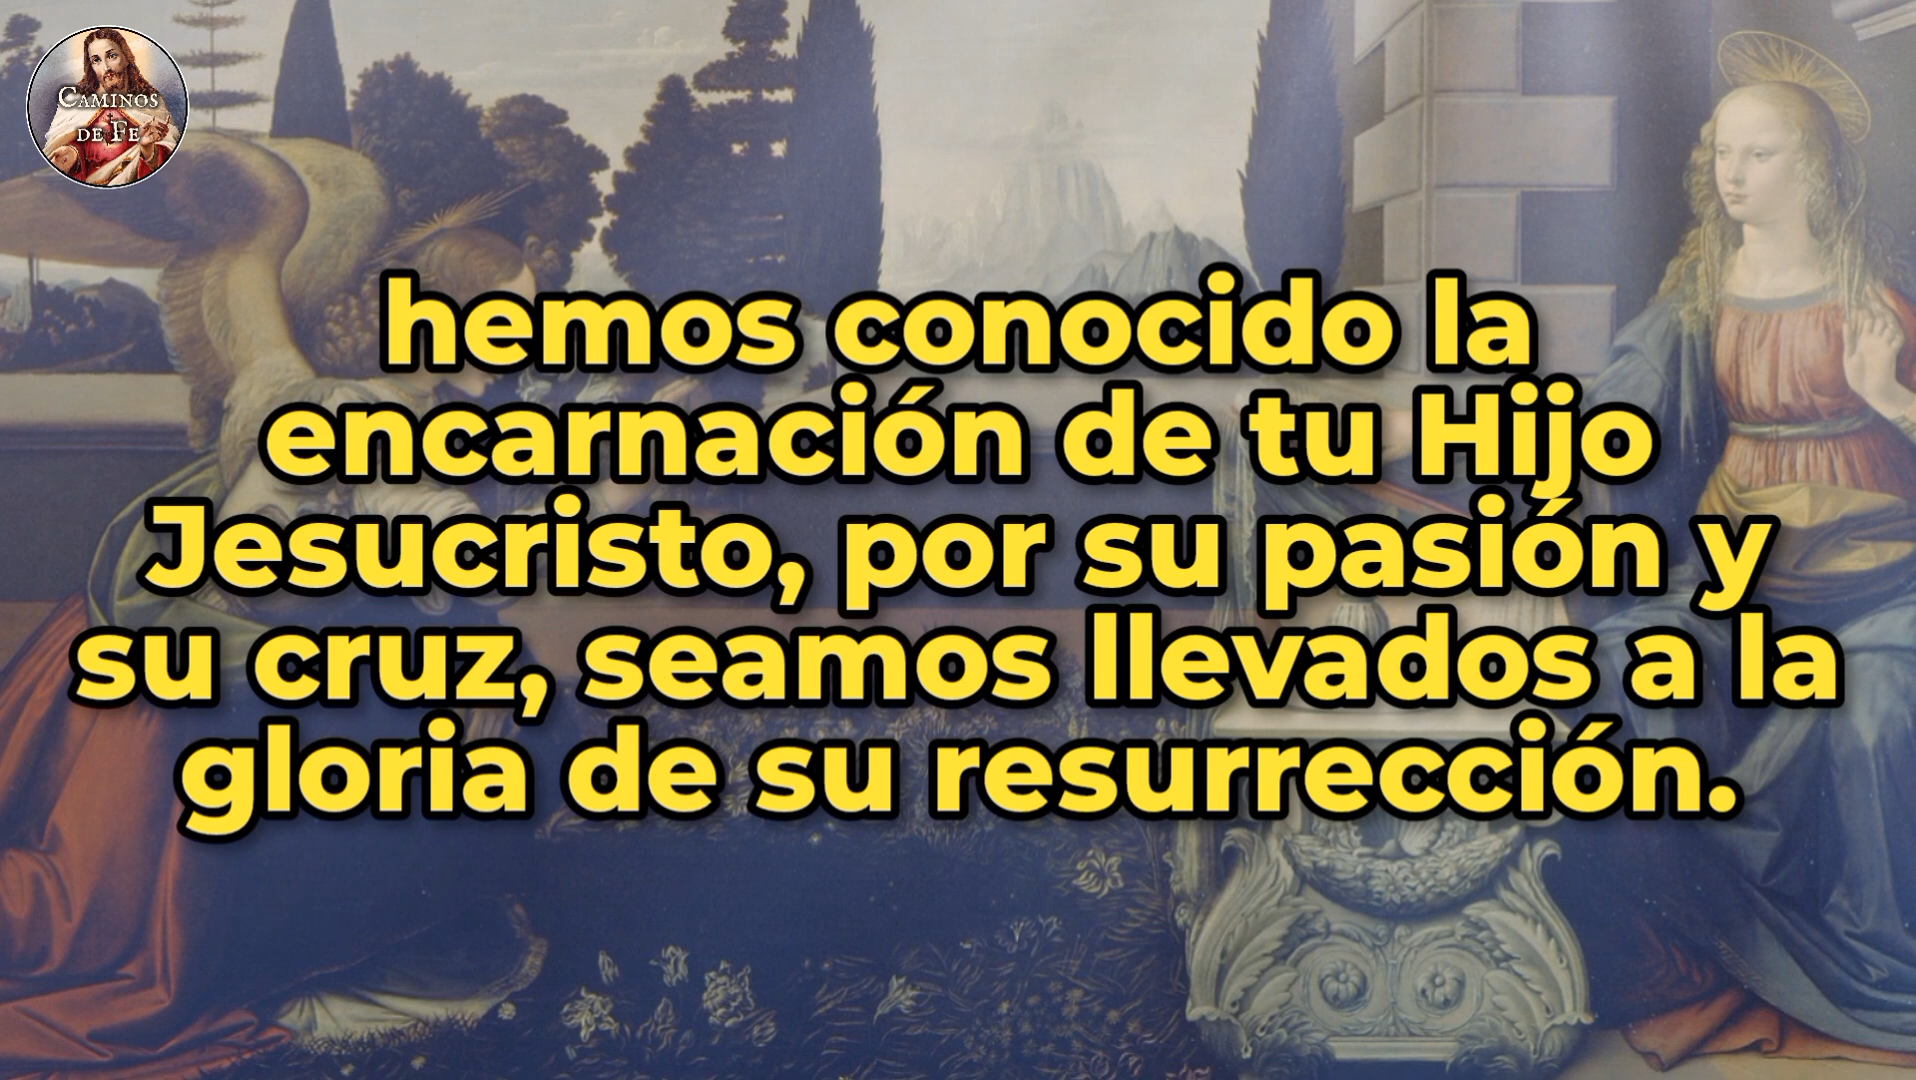 CAMINOS
DE FE
hemos conocido la
encarnación de tu Hijo
Jesucristo, por su pasión y
su cruz, seamos llevados a la
gloria de su resurrección.